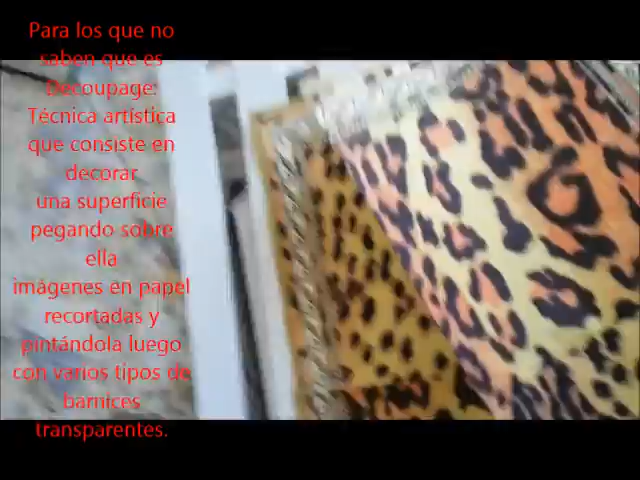 Para los que no
saben que es
Decoupage:
Técnica artística
que consiste en
decorar
una superficie
pegando sobre
ella
imágenes en papel
recortadas y
pintándola luego
con varios tipos de
barnices
transparentes.